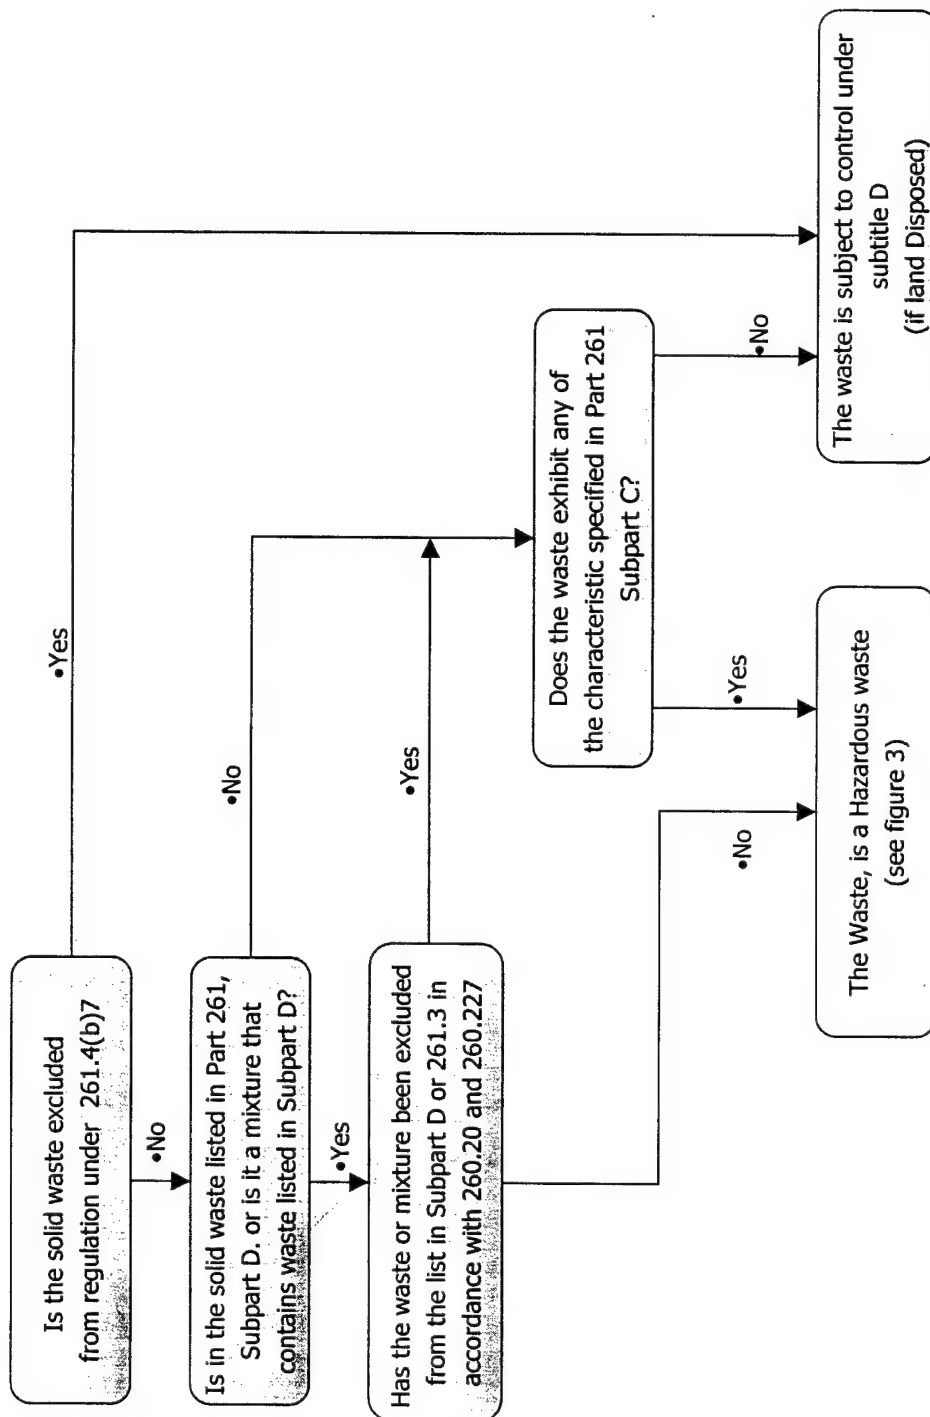 Is the solid waste excluded
from regulation under 261.4(b)7
•Yes
•No
Is in the solid waste listed in Part 261,
Subpart D. or is it a mixture that
contains waste listed in Subpart D?
•No
•Yes
Has the waste or mixture been excluded
from the list in Subpart D or 261.3 in
accordance with 260.20 and 260.227
•Yes
•No
Does the waste exhibit any of
the characteristic specified in Part 261
Subpart C?
•Yes
•No
The Waste, is a Hazardous waste
(see figure 3)
The waste is subject to control under
subtitle D
(if land Disposed)